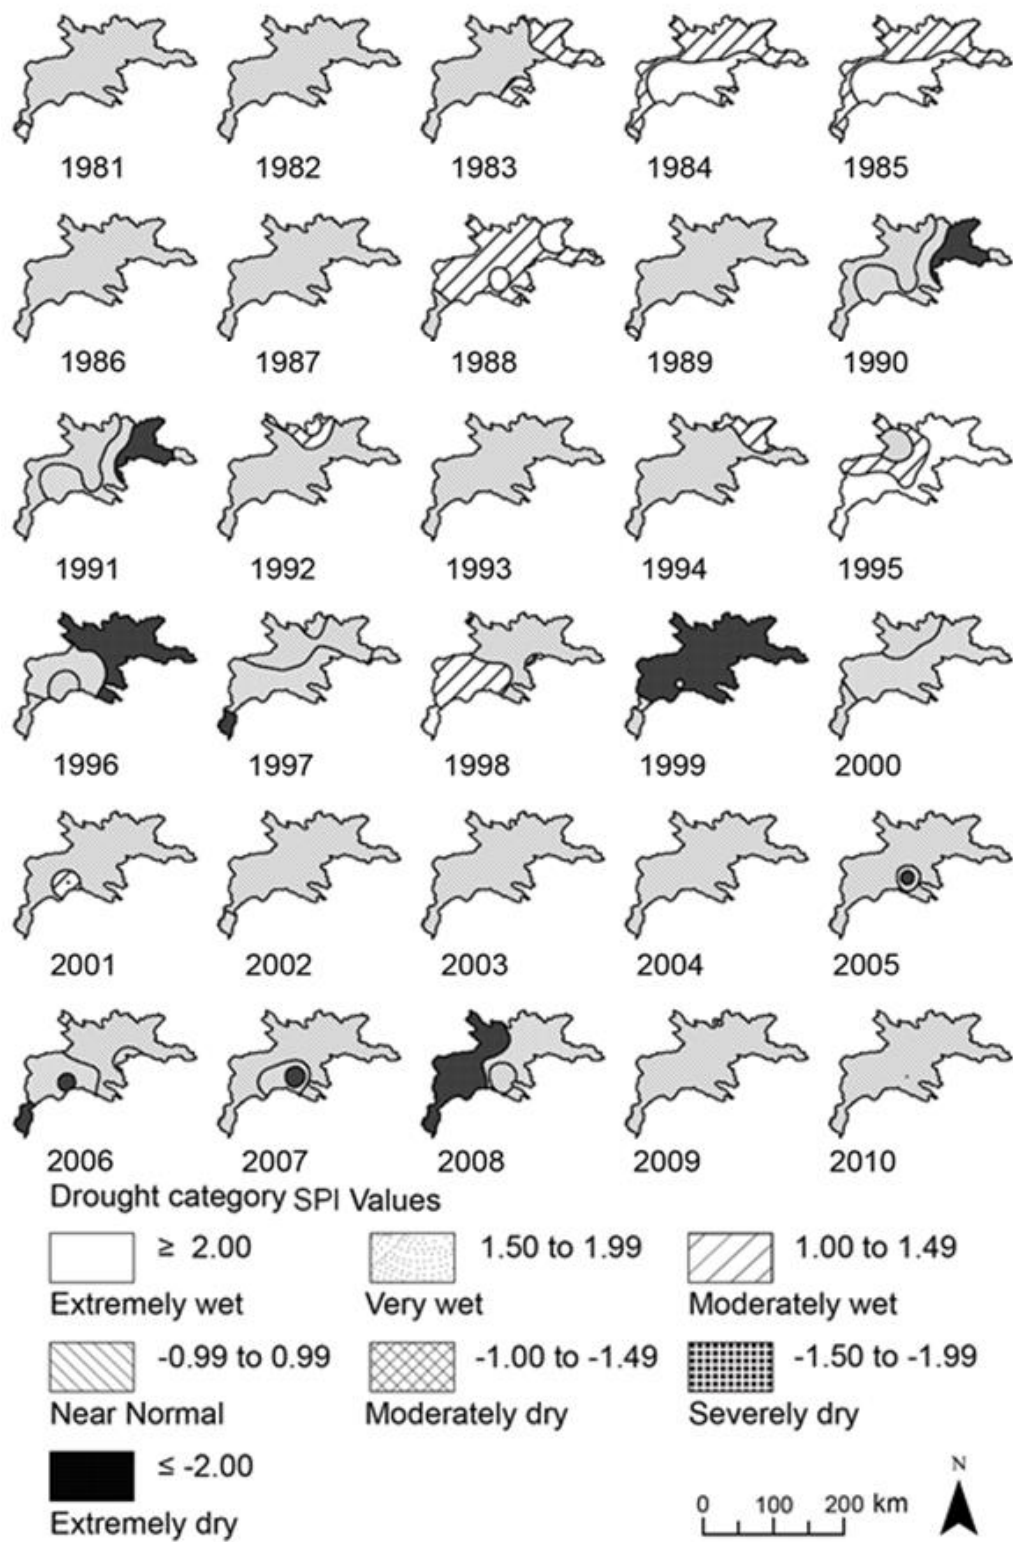 1981 1982 1983 1984 1985
1986 1987 1988 1989 1990
1991 1992 1993 1994 1995
1996 1997 1998 1999 2000
2001 2002 2003 2004 2005
2006 2007 2008 2009 2010
Drought category SPI Values
≥ 2.00 1.50 to 1.99 1.00 to 1.49
Extremely wet Very wet Moderately wet
-0.99 to 0.99 -1.00 to -1.49 -1.50 to -1.99
Near Normal Moderately dry Severely dry
≤ -2.00
Extremely dry
N
0 100 200 km